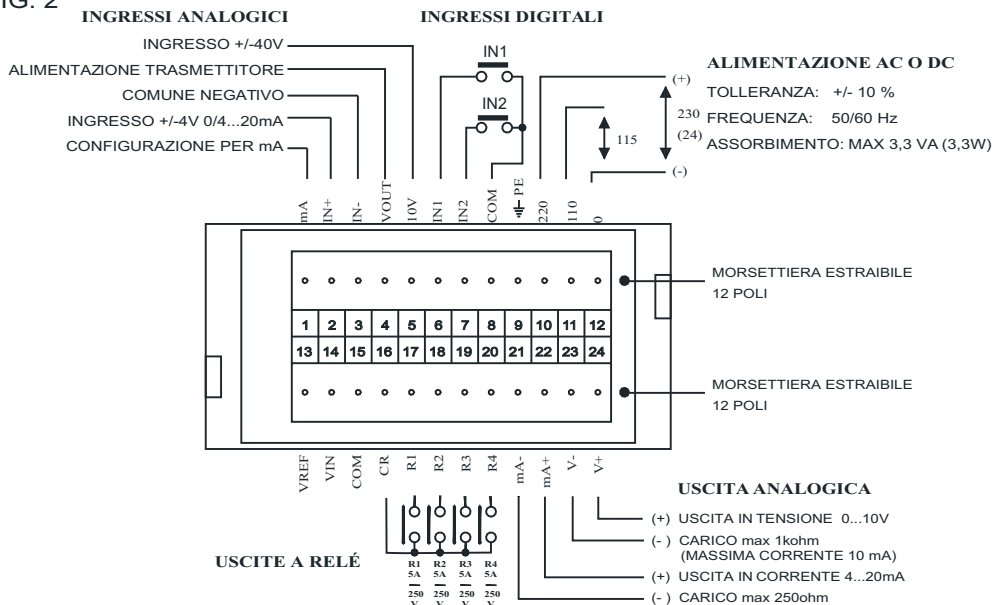 IG. 2
INGRESSI ANALOGICI
INGRESSO +/-40V
ALIMENTAZIONE TRASMETTITORE
COMUNE NEGATIVO
INGRESSO +/-4V 0/4...20mA
CONFIGURAZIONE PER mA
INGRESSI DIGITALI
IN1
IN2
(+)
230
(24)
115
(-)
ALIMENTAZIONE AC O DC
TOLLERANZA: +/- 10 %
FREQUENZA: 50/60 Hz
ASSORBIMENTO: MAX 3,3 VA (3,3W)
mA
IN+
IN-
VOUT
10V
IN1
IN2
COM
PE
220
110
0
MORSETTIERA ESTRAIBILE
12 POLI
1 2 3 4 5 6 7 8 9 10 11 12
13 14 15 16 17 18 19 20 21 22 23 24
MORSETTIERA ESTRAIBILE
12 POLI
VREF
VIN
COM
CR
R1
R2
R3
R4
mA-
mA+
V-
V+
USCITE A RELÉ
R1 R2 R3 R4
5A 5A 5A 5A
250 250 250 250
V V V V
USCITA ANALOGICA
(+) USCITA IN TENSIONE 0...10V
(-) CARICO max 1kohm
(MASSIMA CORRENTE 10 mA)
(+) USCITA IN CORRENTE 4...20mA
(-) CARICO max 250ohm